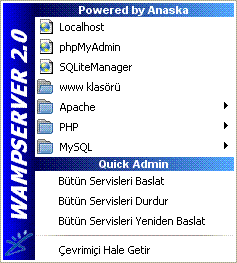 WAMPSERVER 2.0
Powered by Anaska
Localhost
phpMyAdmin
SQLiteManager
www klasörü
Apache
PHP
MySQL
Quick Admin
Bütün Servisleri Baslat
Bütün Servisleri Durdur
Bütün Servisleri Yeniden Baslat
Çevrimiçi Hale Getir